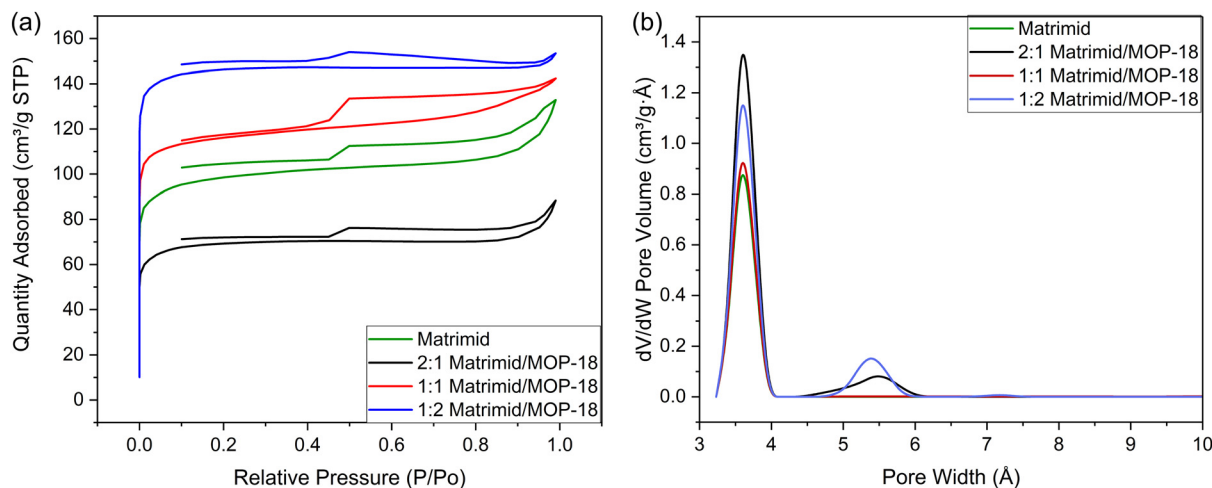 (a)
Quantity Adsorbed (cm³/g STP)
160
140
120
100
80
60
40
20
0
Matrimid
2:1 Matrimid/MOP-18
1:1 Matrimid/MOP-18
1:2 Matrimid/MOP-18
0.0 0.2 0.4 0.6 0.8 1.0
Relative Pressure (P/Po)
(b)
dV/dW Pore Volume (cm³/g·Å)
1.4
1.2
1.0
0.8
0.6
0.4
0.2
0.0
Matrimid
2:1 Matrimid/MOP-18
1:1 Matrimid/MOP-18
1:2 Matrimid/MOP-18
3 4 5 6 7 8 9 10
Pore Width (Å)